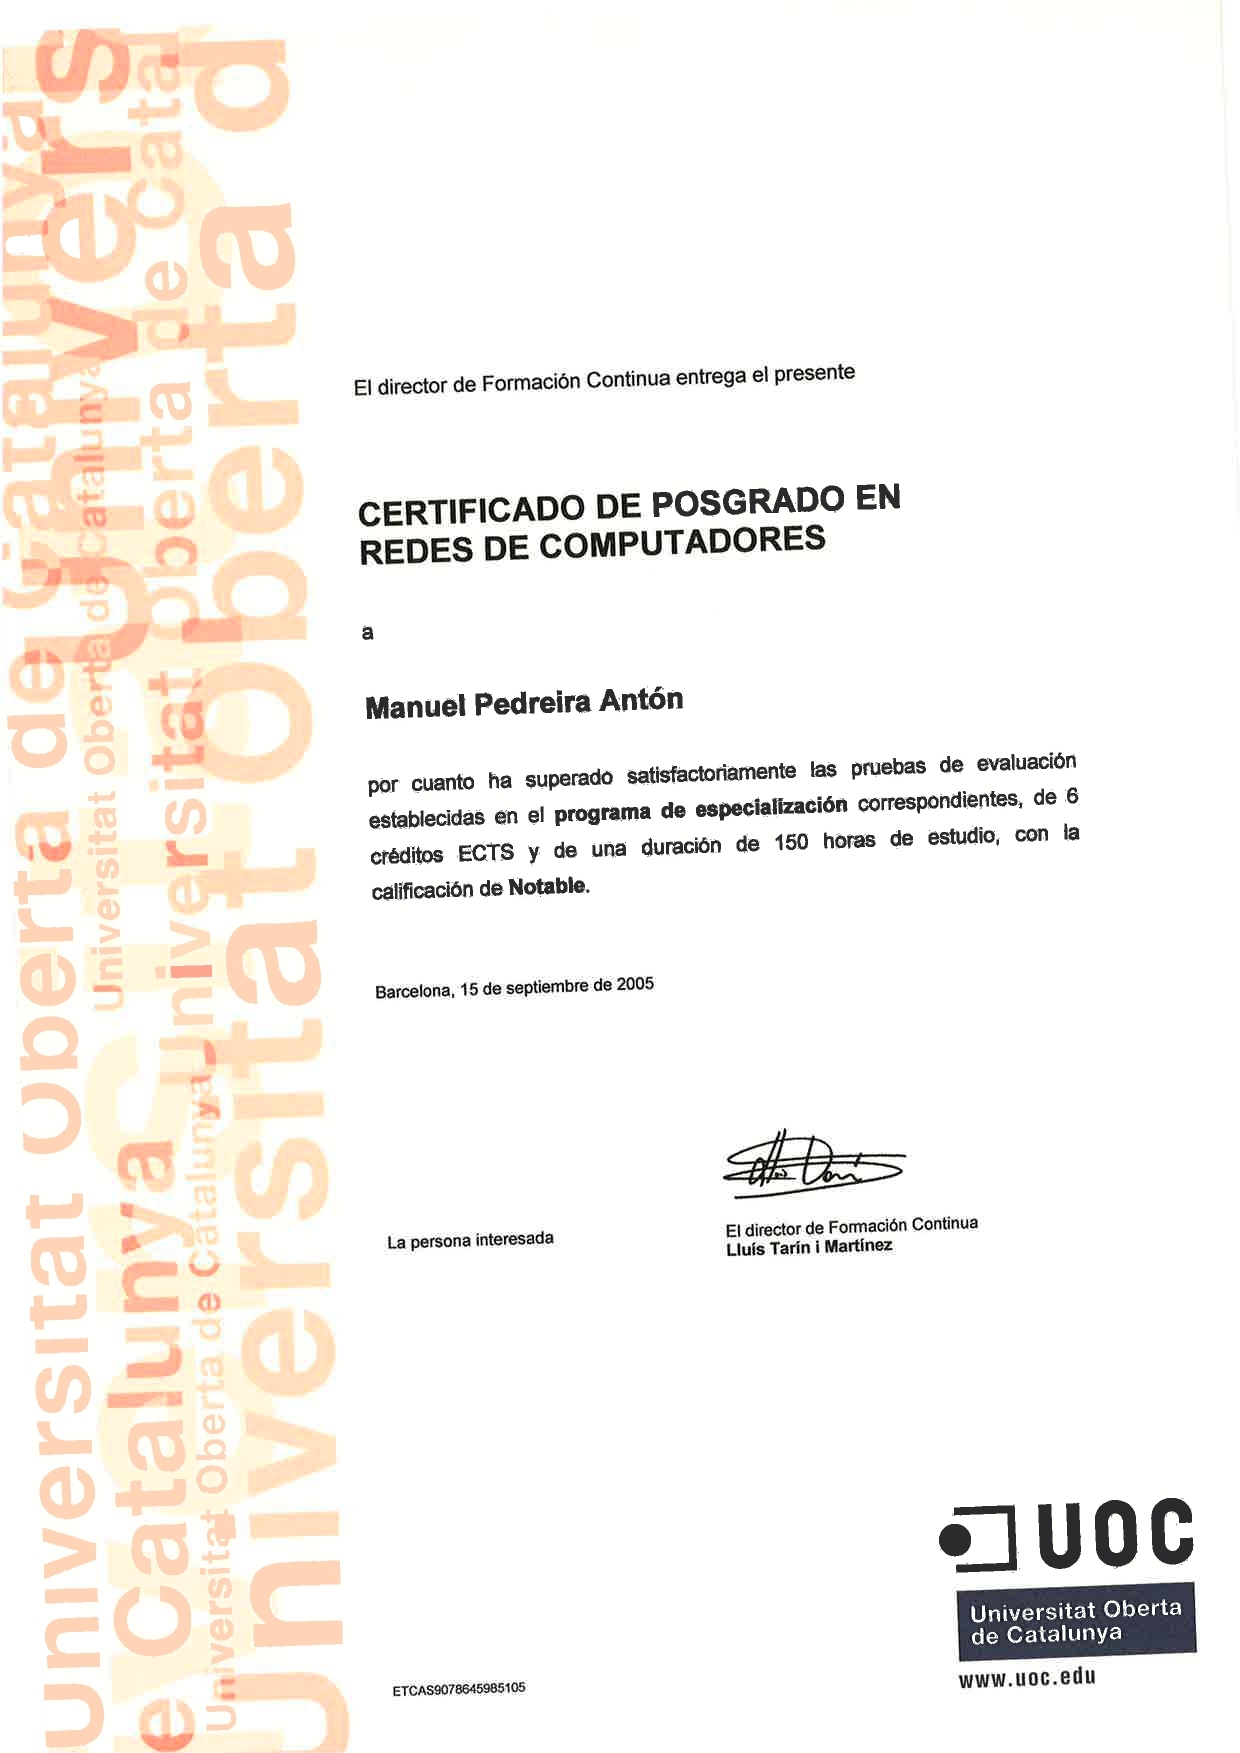 El director de Formación Continua entrega el presente
CERTIFICADO DE POSGRADO EN
REDES DE COMPUTADORES
a
Manuel Pedreira Antón
por cuanto ha superado satisfactoriamente las pruebas de evaluación
establecidas en el programa de especialización correspondientes, de 6
créditos ECTS y de una duración de 150 horas de estudio, con la
calificación de Notable.
Barcelona, 15 de septiembre de 2005
La persona interesada
El director de Formación Continua
Lluís Tarín i Martínez
UOC
Universitat Oberta
de Catalunya
www.uoc.edu
ETCAS9078645985105
Universitat Oberta de Catalunya
e Catalunya
Universitat Oberta de Catalunya
Universitat Oberta de Catal
Universitat Oberta de Catalunya
Universitat Oberta d
Univers